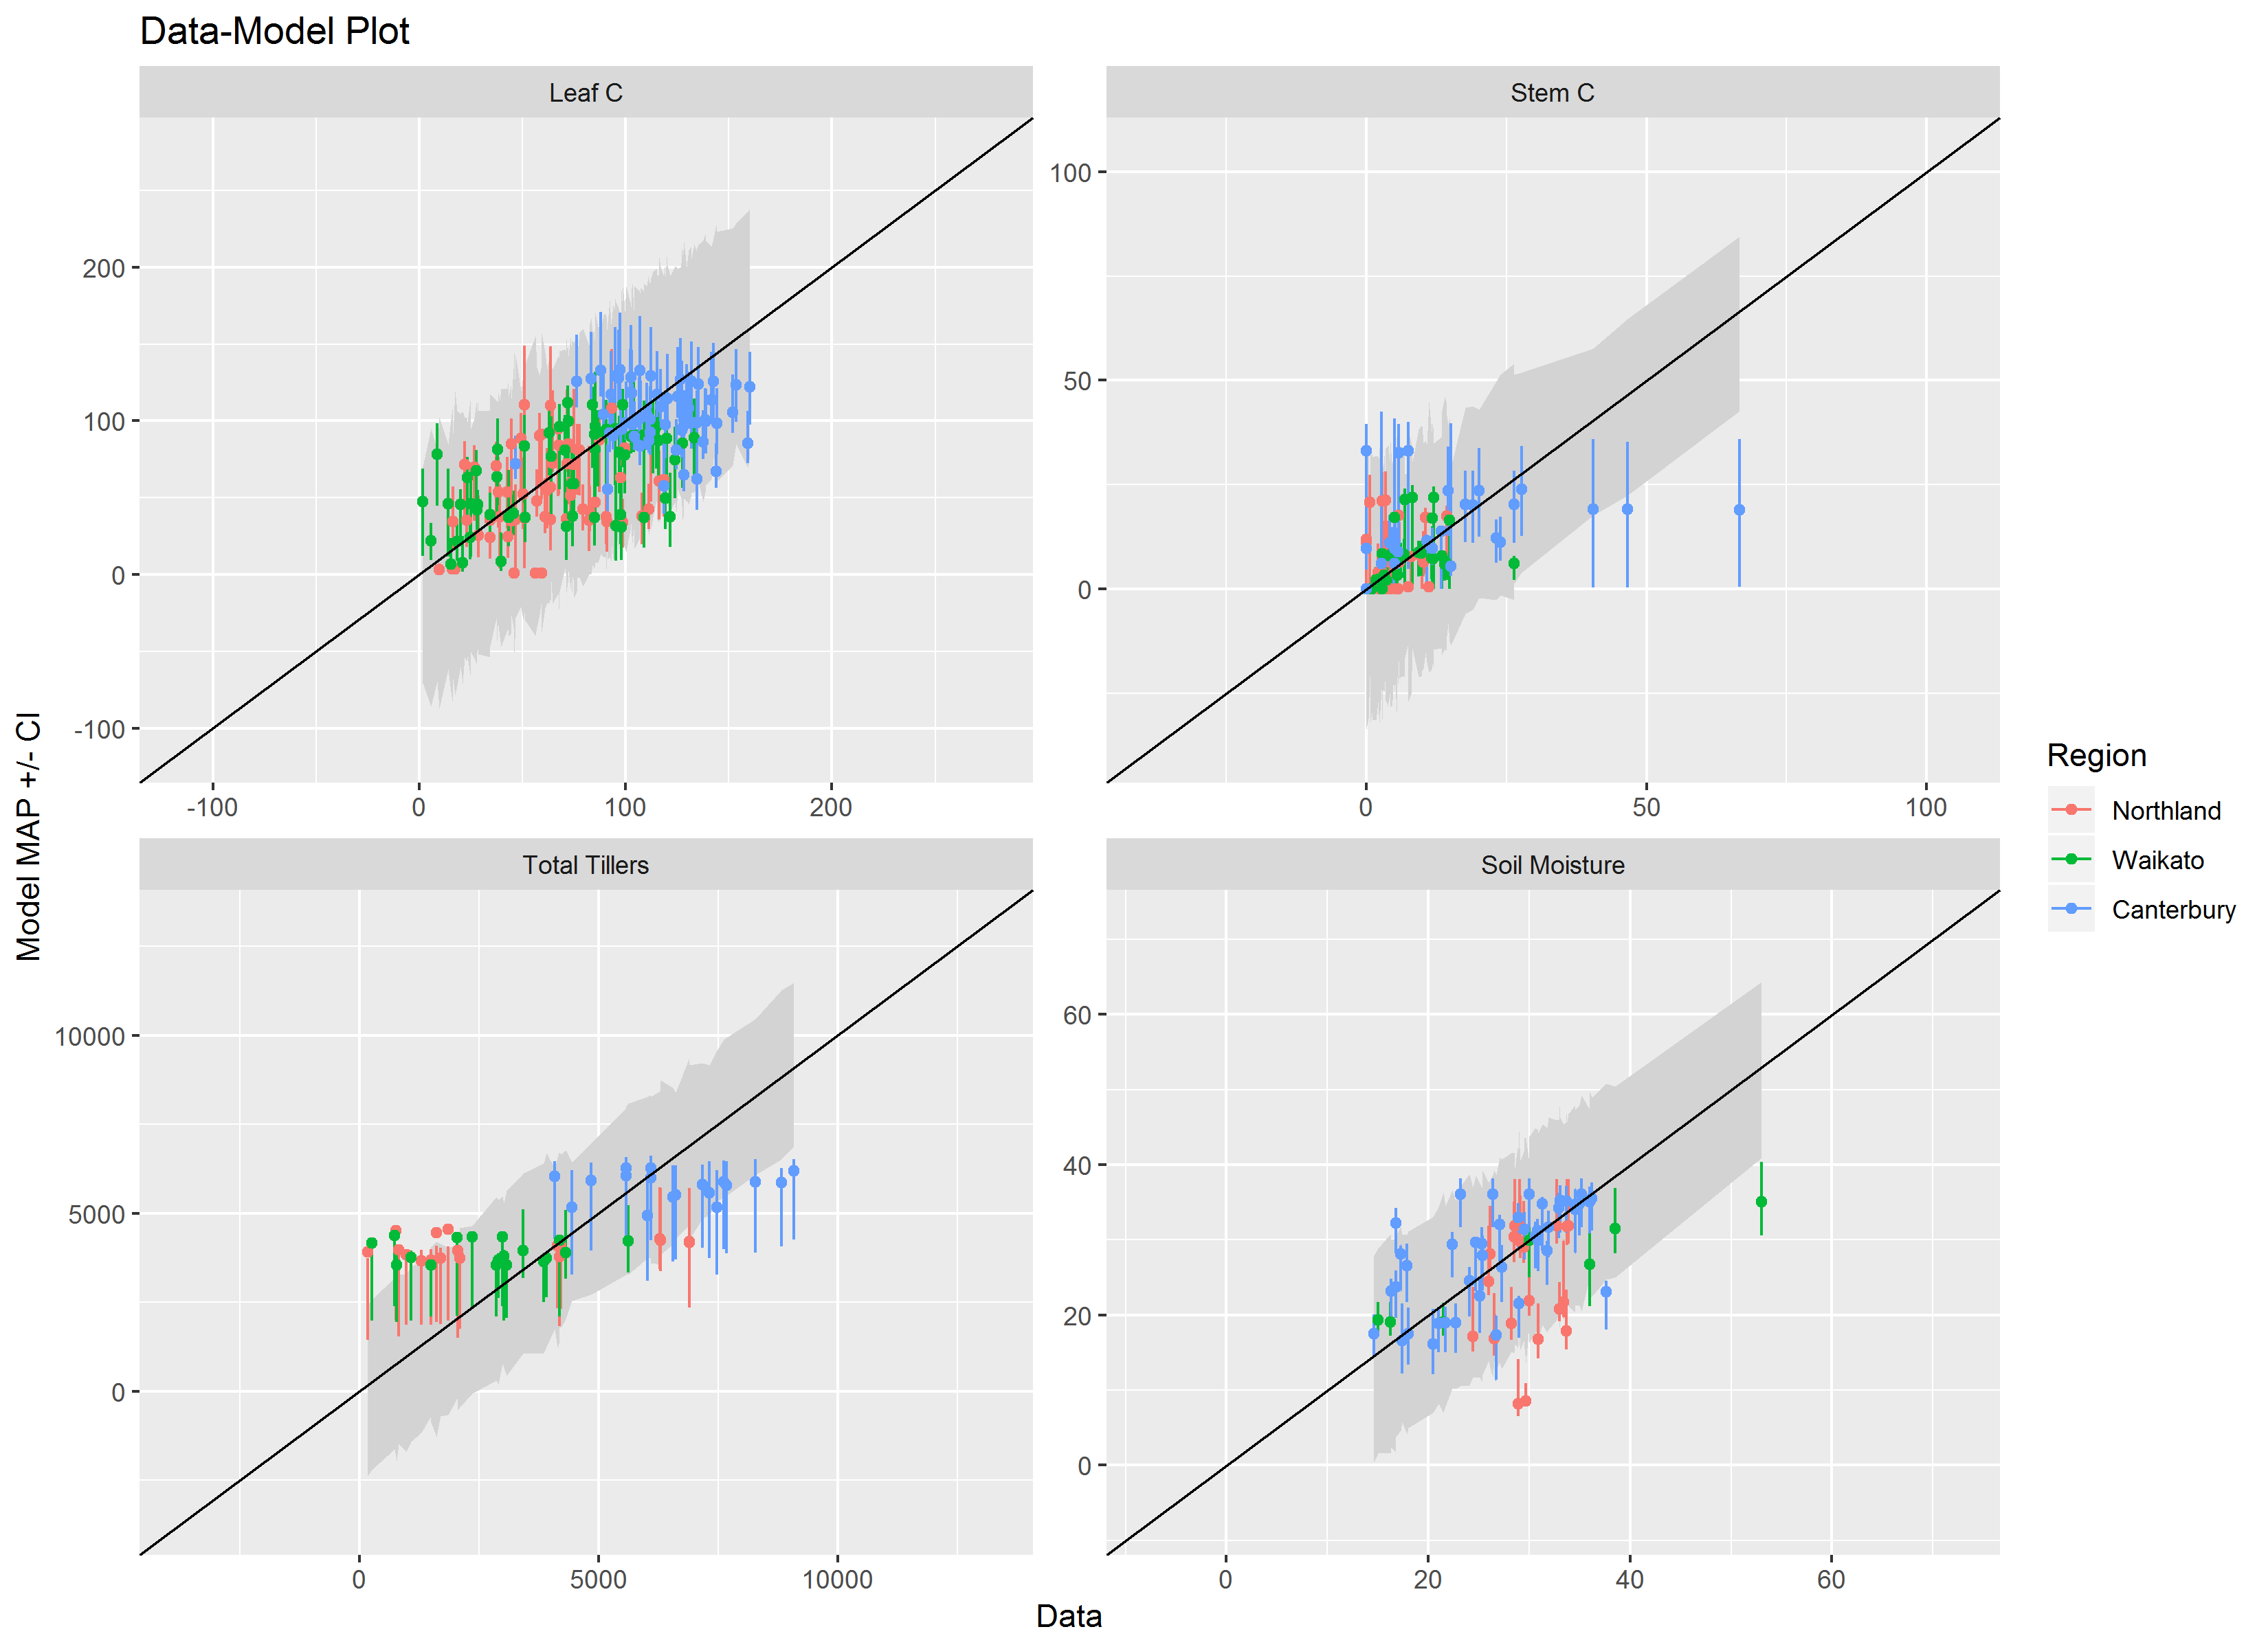 Data-Model Plot
Leaf C
Stem C
200
100
0
-100
100
50
0
-100 0 100 200
0 50 100
Model MAP +/- CI
Total Tillers
Soil Moisture
10000
5000
0
60
40
20
0
0 5000 10000
0 20 40 60
Data
Region
Northland
Waikato
Canterbury